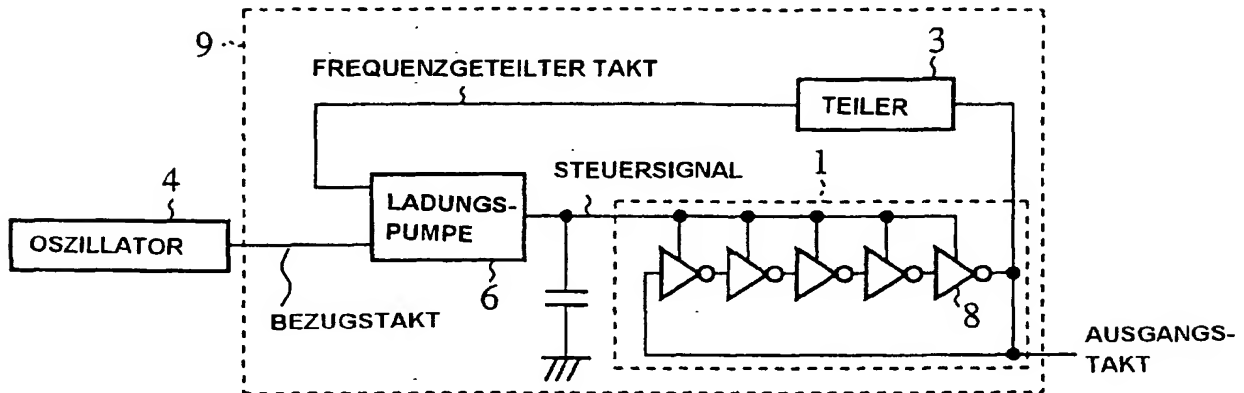 9
FREQUENZGETEILTER TAKT
3
TEILER
STEUERSIGNAL
1
4
OSZILLATOR
LADUNGS-
PUMPE
6
8
BEZUGSTAKT
AUSGANGS-
TAKT